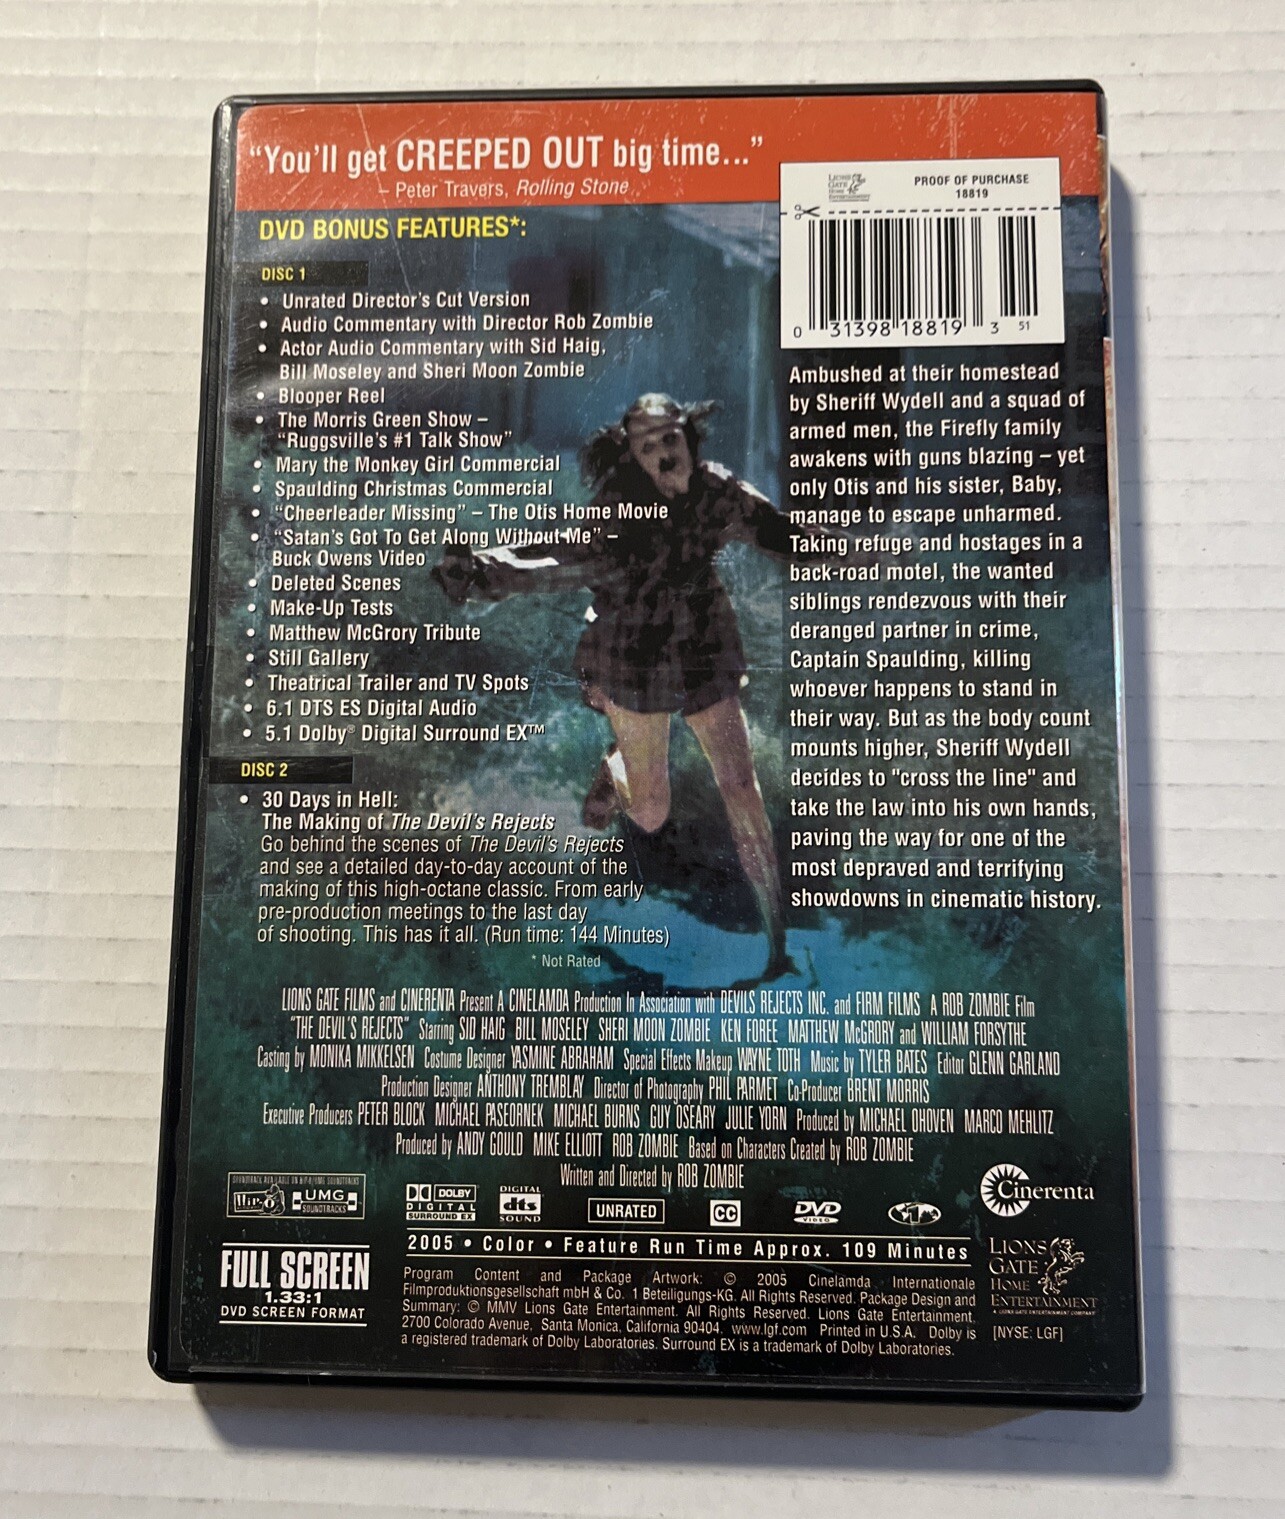 "You'll get CREEPED OUT big time..."
– Peter Travers, Rolling Stone
LIONS GATE
PROOF OF PURCHASE
18819
0 31398 18819 3 51
DVD BONUS FEATURES*:
DISC 1
• Unrated Director's Cut Version
• Audio Commentary with Director Rob Zombie
• Actor Audio Commentary with Sid Haig,
Bill Moseley and Sheri Moon Zombie
• Blooper Reel
• The Morris Green Show –
"Ruggsville's #1 Talk Show"
• Mary the Monkey Girl Commercial
• Spaulding Christmas Commercial
• "Cheerleader Missing" – The Otis Home Movie
• "Satan's Got To Get Along Without Me" –
Buck Owens Video
• Deleted Scenes
• Make-Up Tests
• Matthew McGrory Tribute
• Still Gallery
• Theatrical Trailer and TV Spots
• 6.1 DTS ES Digital Audio
• 5.1 Dolby® Digital Surround EX™
DISC 2
• 30 Days in Hell:
The Making of The Devil's Rejects
Go behind the scenes of The Devil's Rejects
and see a detailed day-to-day account of the
making of this high-octane classic. From early
pre-production meetings to the last day
of shooting. This has it all. (Run time: 144 Minutes)
* Not Rated
Ambushed at their homestead
by Sheriff Wydell and a squad of
armed men, the Firefly family
awakens with guns blazing – yet
only Otis and his sister, Baby,
manage to escape unharmed.
Taking refuge and hostages in a
back-road motel, the wanted
siblings rendezvous with their
deranged partner in crime,
Captain Spaulding, killing
whoever happens to stand in
their way. But as the body count
mounts higher, Sheriff Wydell
decides to "cross the line" and
take the law into his own hands,
paving the way for one of the
most depraved and terrifying
showdowns in cinematic history.
LIONS GATE FILMS and CINERENTA Present A CINELAMDA Production In Association with DEVILS REJECTS INC. and FIRM FILMS A ROB ZOMBIE Film
"THE DEVIL'S REJECTS" Starring SID HAIG BILL MOSELEY SHERI MOON ZOMBIE KEN FOREE MATTHEW McGRORY and WILLIAM FORSYTHE
Casting by MONIKA MIKKELSEN Costume Designer YASMINE ABRAHAM Special Effects Makeup WAYNE TOTH Music by TYLER BATES Editor GLENN GARLAND
Production Designer ANTHONY TREMBLAY Director of Photography PHIL PARMET Co-Producer BRENT MORRIS
Executive Producers PETER BLOCK MICHAEL PASEORNEK MICHAEL BURNS GUY OSEARY JULIE YORN Produced by MICHAEL OHOVEN MARCO MEHLITZ
Produced by ANDY GOULD MIKE ELLIOTT ROB ZOMBIE Based on Characters Created by ROB ZOMBIE
Written and Directed by ROB ZOMBIE
SOUNDTRACK AVAILABLE ON HIP-O/UMG SOUNDTRACKS
Hip-O
UMG
SOUNDTRACKS
DOLBY
DIGITAL
SURROUND EX
DIGITAL
dts
SOUND
UNRATED
CC
DVD
VIDEO
1
Cinerenta
FULL SCREEN
1.33:1
DVD SCREEN FORMAT
2005 • Color • Feature Run Time Approx. 109 Minutes
Program Content and Package Artwork: © 2005 Cinelamda Internationale
Filmproduktionsgesellschaft mbH & Co. 1 Beteiligungs-KG. All Rights Reserved. Package Design and
Summary: © MMV Lions Gate Entertainment. All Rights Reserved. Lions Gate Entertainment,
2700 Colorado Avenue, Santa Monica, California 90404. www.lgf.com Printed in U.S.A. Dolby is
a registered trademark of Dolby Laboratories. Surround EX is a trademark of Dolby Laboratories.
LIONS
GATE
HOME
ENTERTAINMENT
A LIONS GATE ENTERTAINMENT COMPANY
[NYSE: LGF]